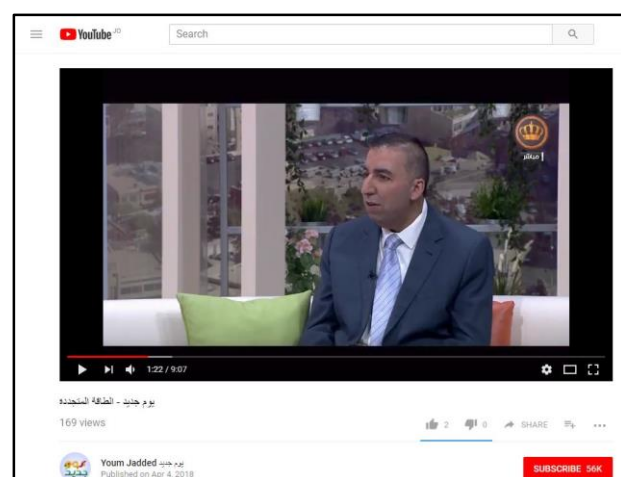 YouTube JO
Search
مباشر
1:22 / 9:07
يوم جديد - الطاقة المتجدده
169 views
2 0 SHARE
Youm Jadded يوم جديد
Published on Apr 4, 2018
SUBSCRIBE 56K